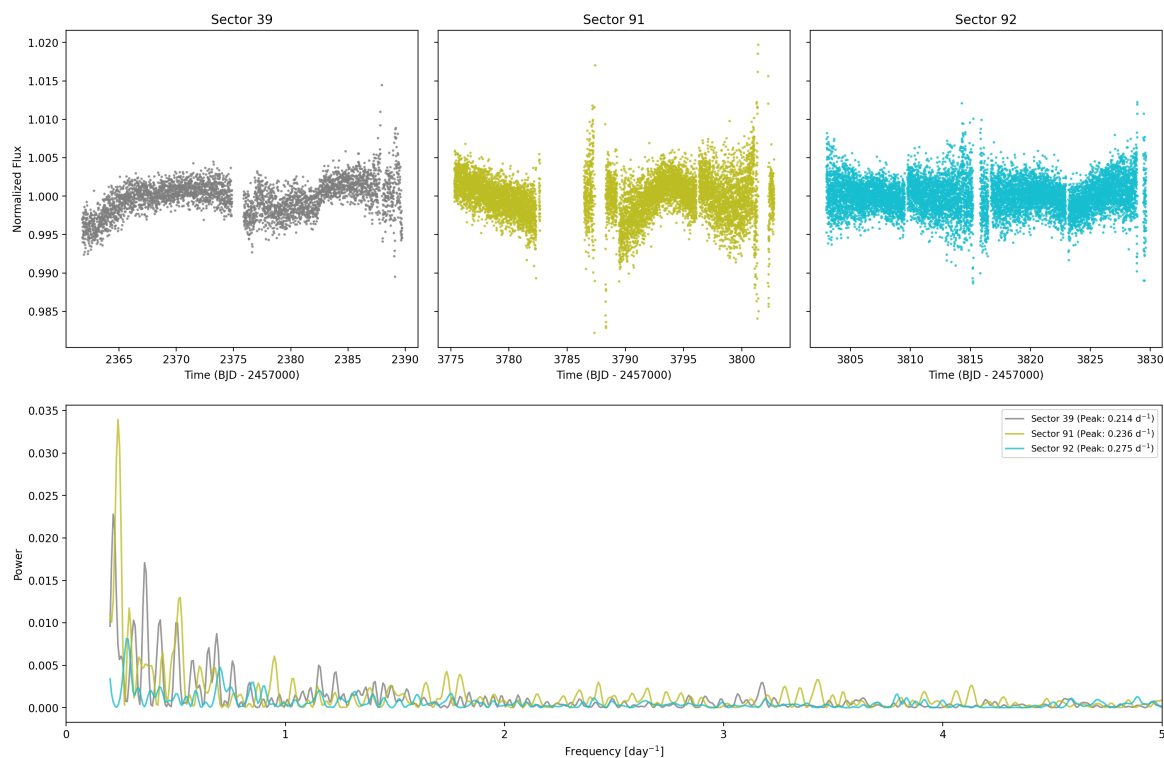 Sector 39
Sector 91
Sector 92
Normalized Flux
1.020
1.015
1.010
1.005
1.000
0.995
0.990
0.985
2365 2370 2375 2380 2385 2390
3775 3780 3785 3790 3795 3800
3805 3810 3815 3820 3825 3830
Time (BJD - 2457000)
Time (BJD - 2457000)
Time (BJD - 2457000)
Power
0.035
0.030
0.025
0.020
0.015
0.010
0.005
0.000
Sector 39 (Peak: 0.214 d⁻¹)
Sector 91 (Peak: 0.236 d⁻¹)
Sector 92 (Peak: 0.275 d⁻¹)
0 1 2 3 4 5
Frequency [day⁻¹]